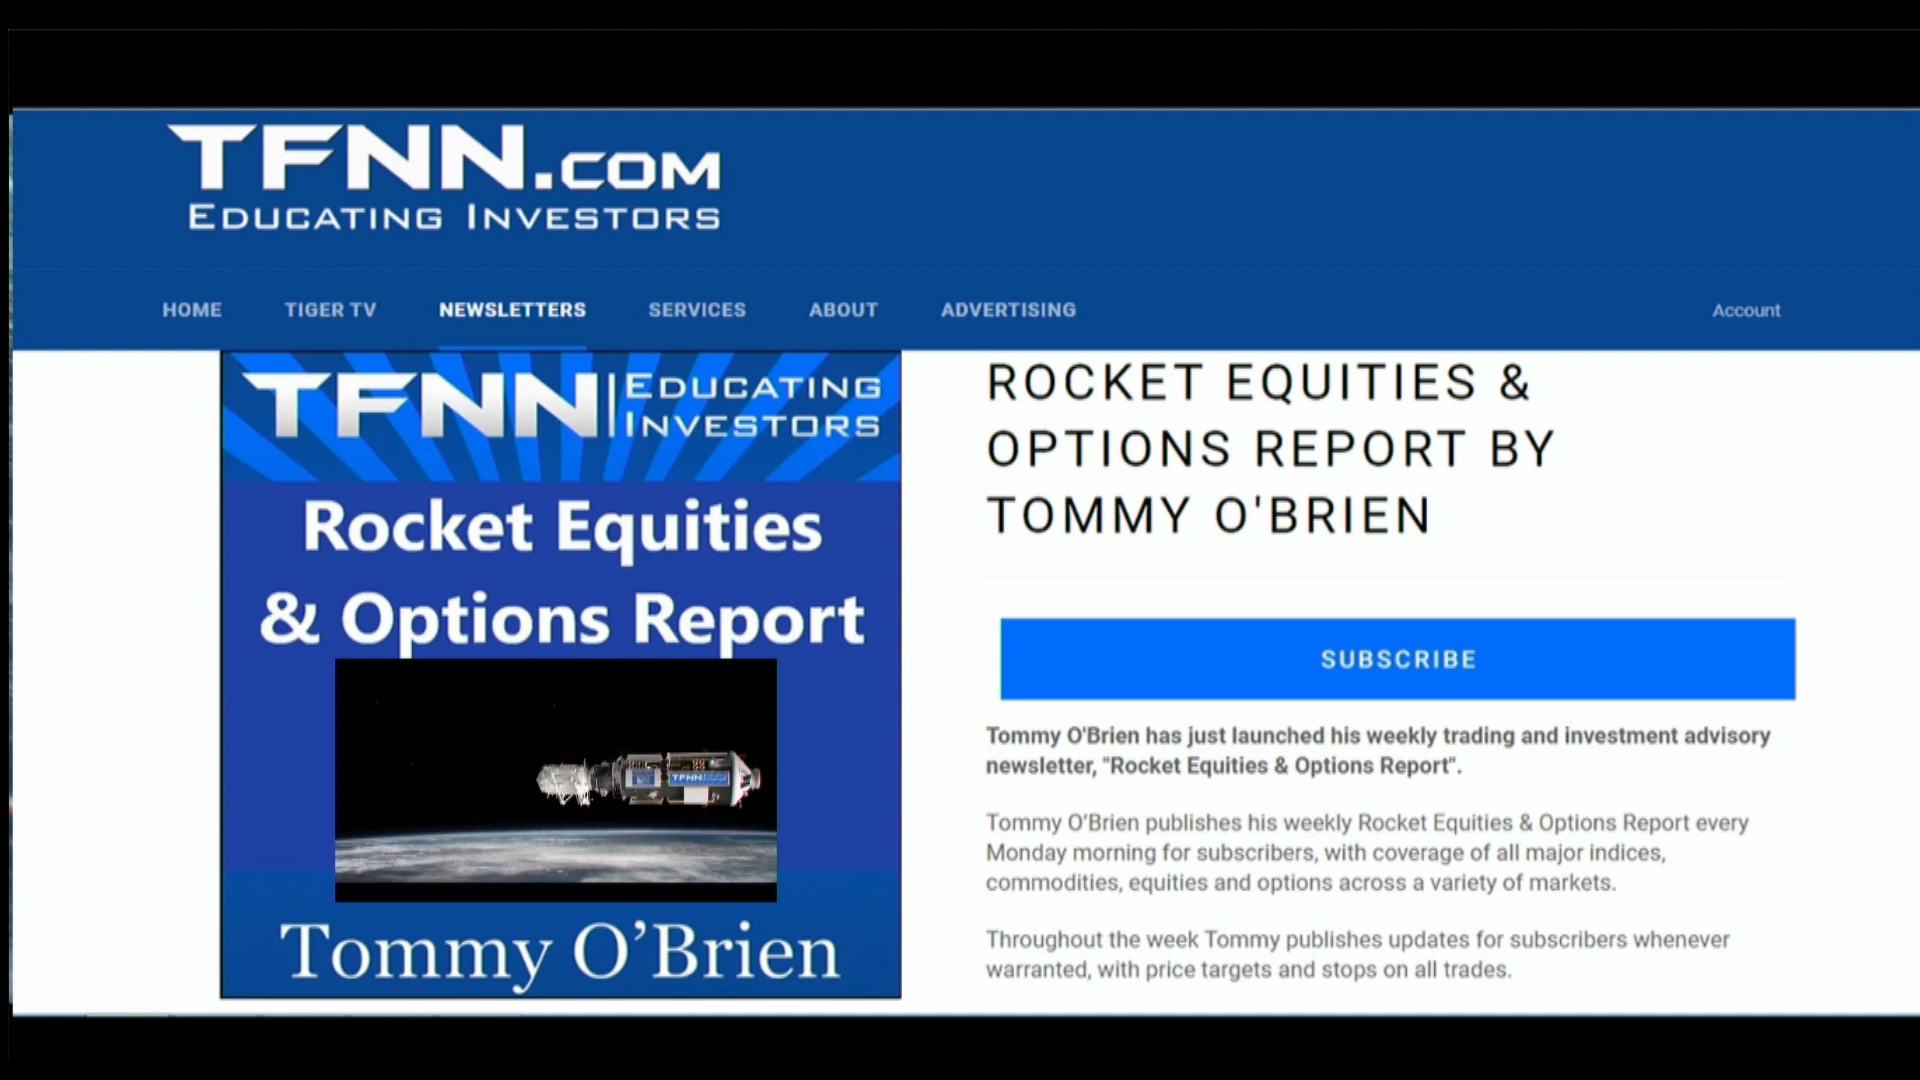 TFNN.COM
EDUCATING INVESTORS
HOME TIGER TV NEWSLETTERS SERVICES ABOUT ADVERTISING Account
TFNN EDUCATING
INVESTORS
Rocket Equities
& Options Report
TFNN
Tommy O’Brien
ROCKET EQUITIES &
OPTIONS REPORT BY
TOMMY O'BRIEN
SUBSCRIBE
Tommy O'Brien has just launched his weekly trading and investment advisory
newsletter, "Rocket Equities & Options Report".
Tommy O’Brien publishes his weekly Rocket Equities & Options Report every
Monday morning for subscribers, with coverage of all major indices,
commodities, equities and options across a variety of markets.
Throughout the week Tommy publishes updates for subscribers whenever
warranted, with price targets and stops on all trades.